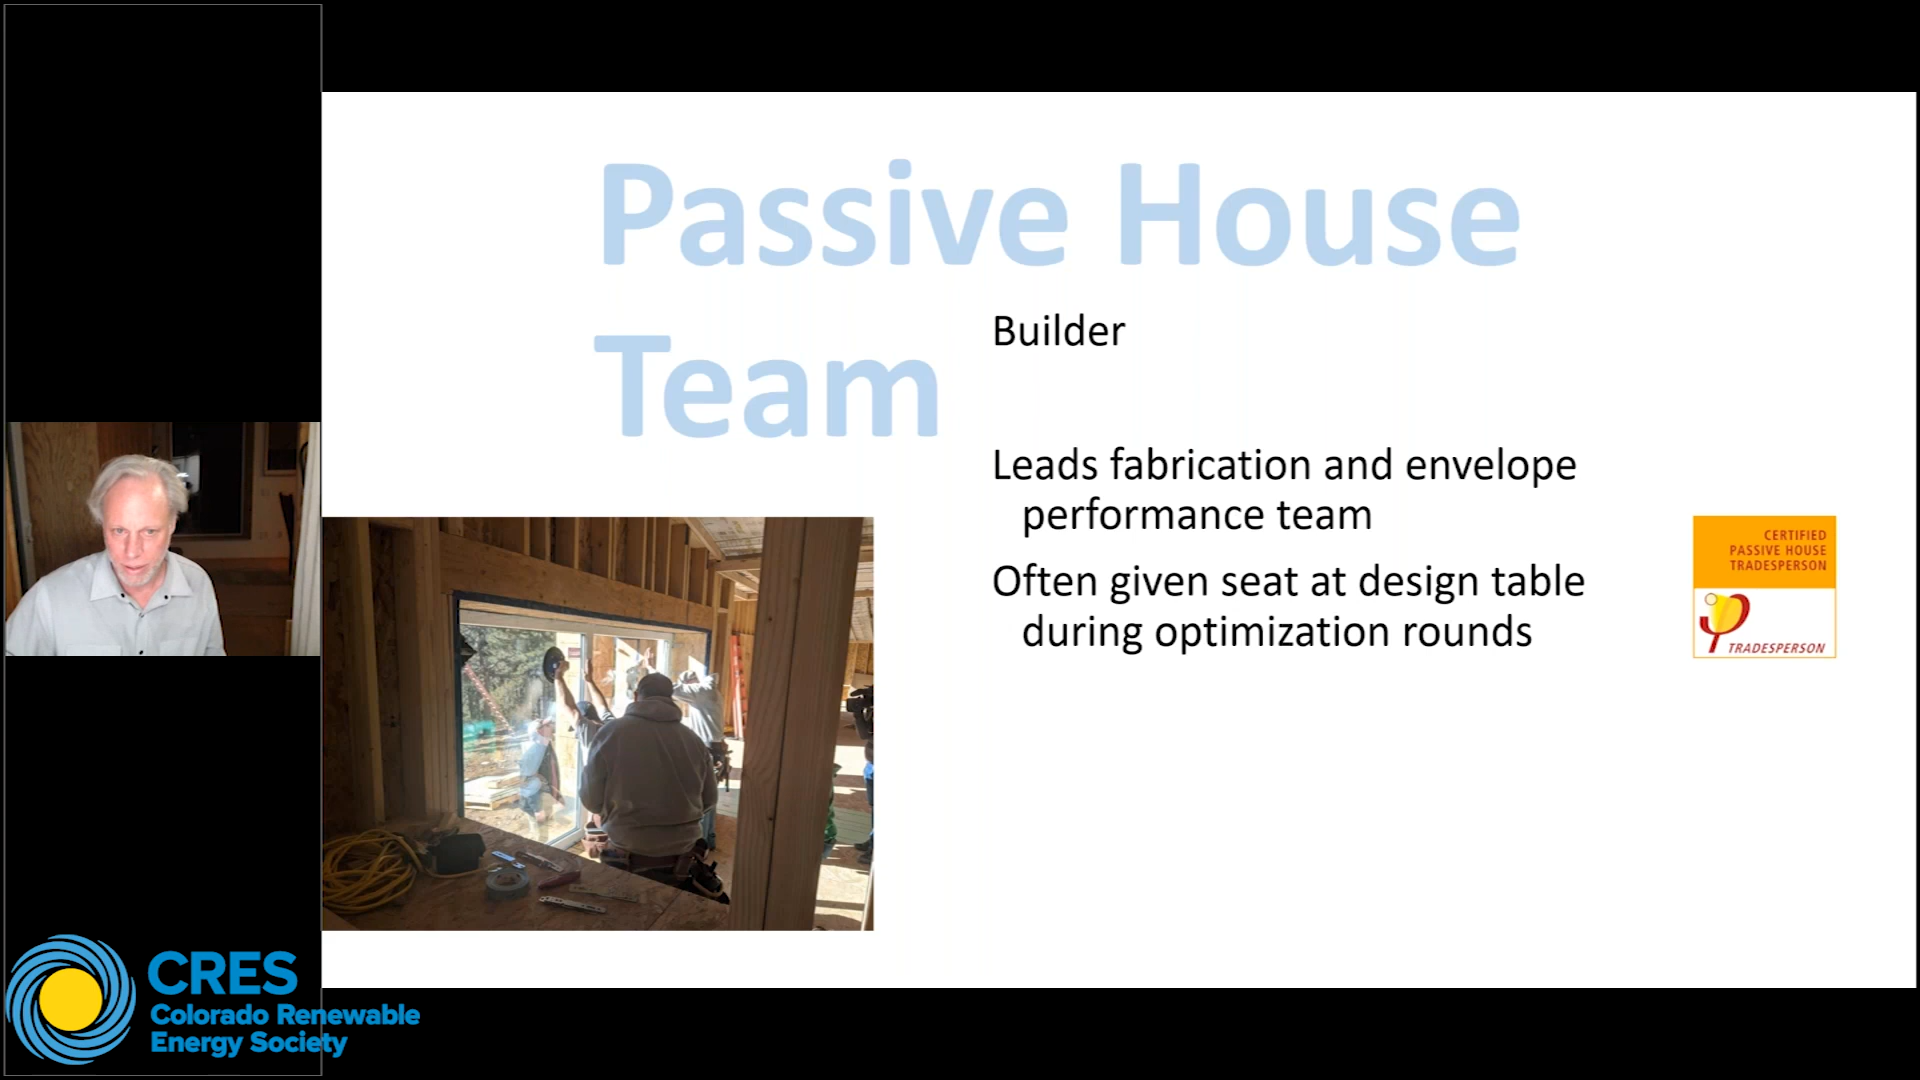 Passive House
Team
Builder
Leads fabrication and envelope
performance team
Often given seat at design table
during optimization rounds
CERTIFIED
PASSIVE HOUSE
TRADESPERSON
TRADESPERSON
CRES
Colorado Renewable
Energy Society